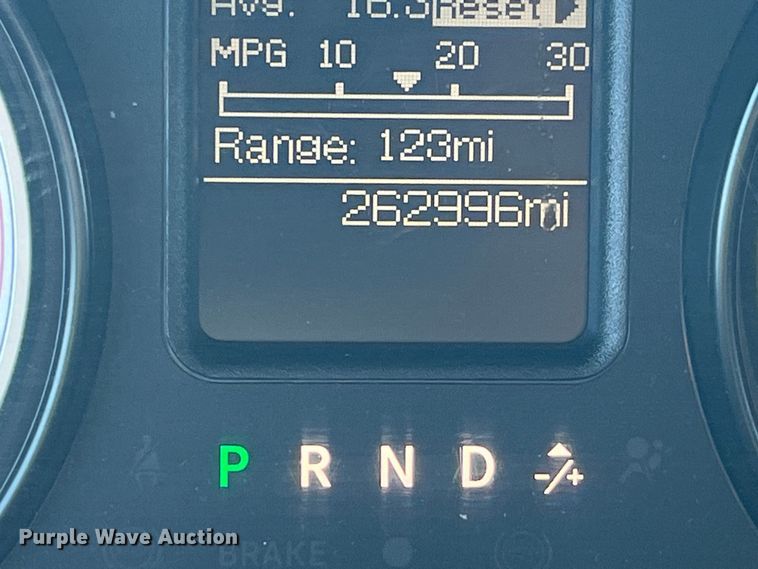 Avg. 16.3 Reset
MPG 10 20 30
Range: 123mi
262996mi
P R N D -/+
BRAKE
Purple Wave Auction